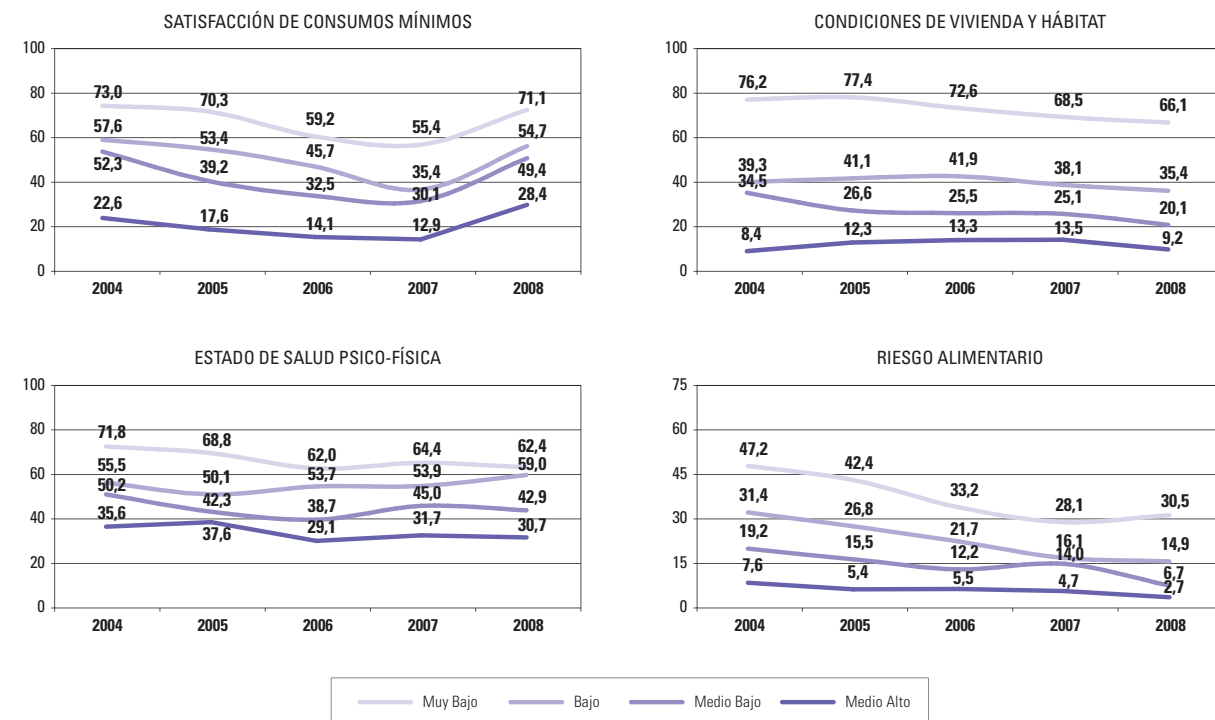 SATISFACCIÓN DE CONSUMOS MÍNIMOS
100
80
60
40
20
0
73,0 70,3 59,2 55,4 71,1
57,6 53,4 45,7 35,4 54,7
52,3 39,2 32,5 30,1 49,4
22,6 17,6 14,1 12,9 28,4
2004 2005 2006 2007 2008
CONDICIONES DE VIVIENDA Y HÁBITAT
100
80
60
40
20
0
76,2 77,4 72,6 68,5 66,1
39,3 41,1 41,9 38,1 35,4
34,5 26,6 25,5 25,1 20,1
8,4 12,3 13,3 13,5 9,2
2004 2005 2006 2007 2008
ESTADO DE SALUD PSICO-FÍSICA
100
80
60
40
20
0
71,8 68,8 62,0 64,4 62,4
55,5 50,1 53,7 53,9 59,0
50,2 42,3 38,7 45,0 42,9
35,6 37,6 29,1 31,7 30,7
2004 2005 2006 2007 2008
RIESGO ALIMENTARIO
75
60
45
30
15
0
47,2 42,4 33,2 28,1 30,5
31,4 26,8 21,7 16,1 14,9
19,2 15,5 12,2 14,0 6,7
7,6 5,4 5,5 4,7 2,7
2004 2005 2006 2007 2008
Muy Bajo Bajo Medio Bajo Medio Alto